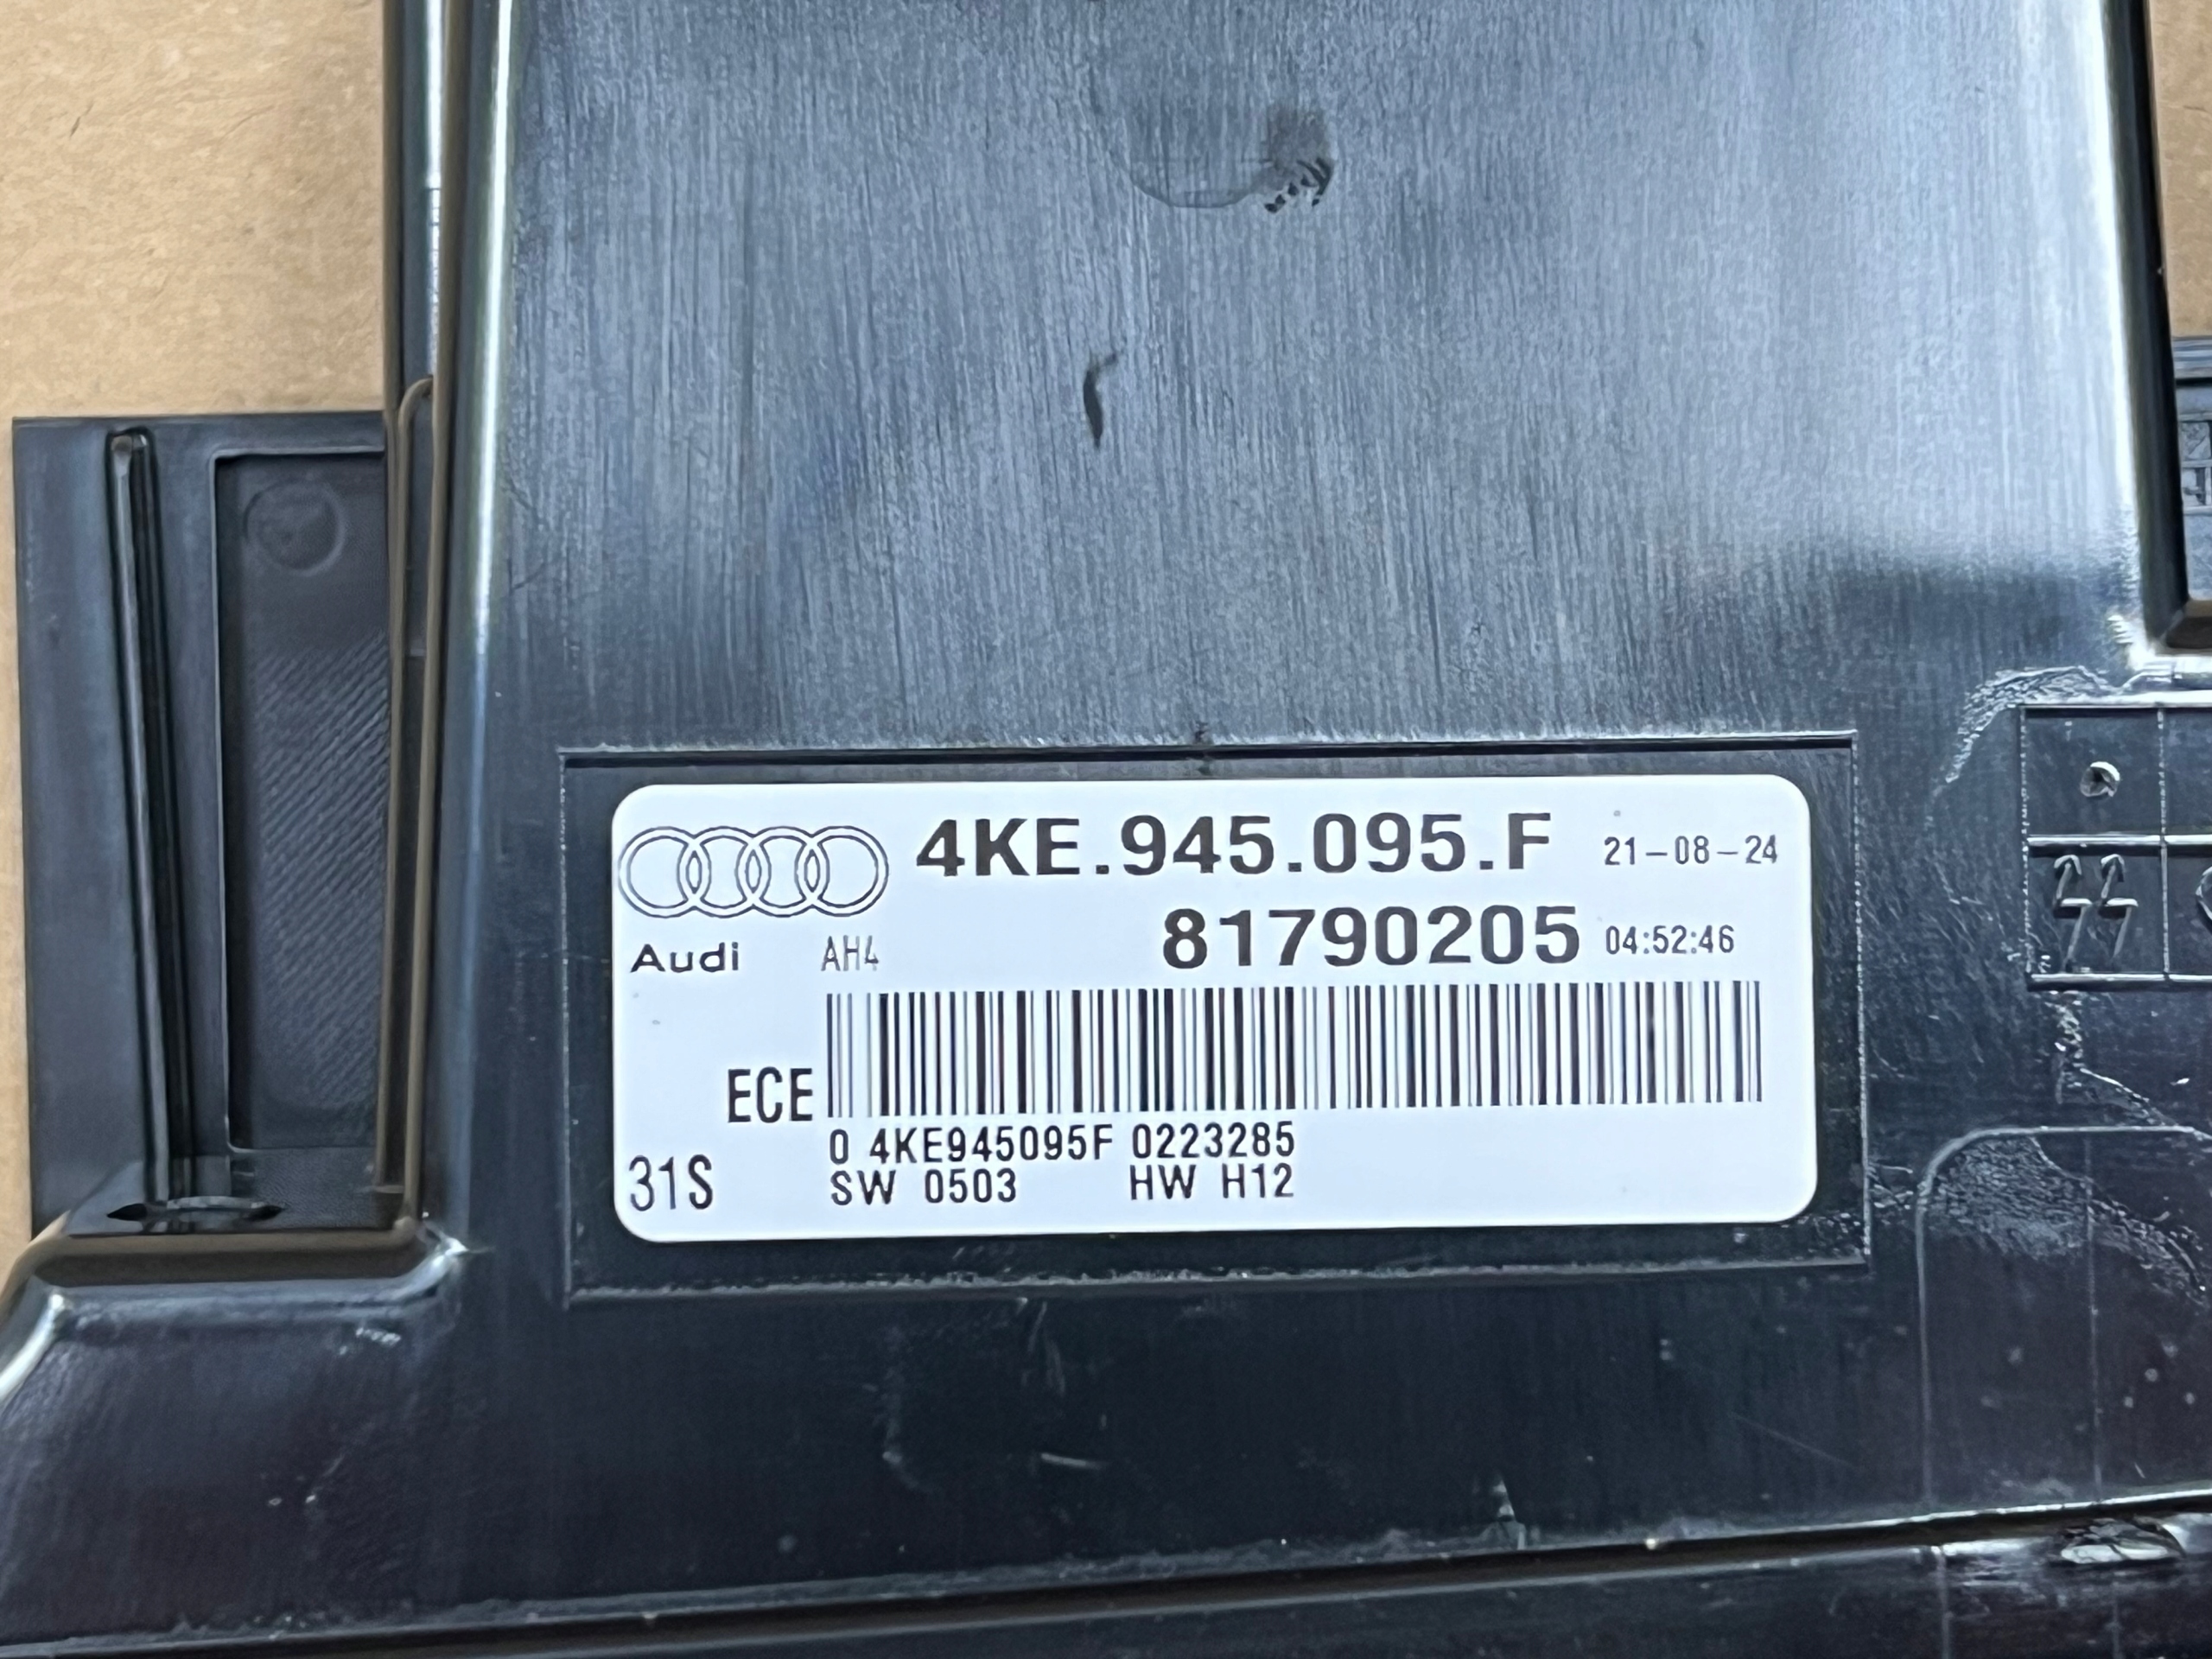 4KE.945.095.F 21-08-24
81790205 04:52:46
Audi AH4
ECE
0 4KE945095F 0223285
SW 0503 HW H12
31S